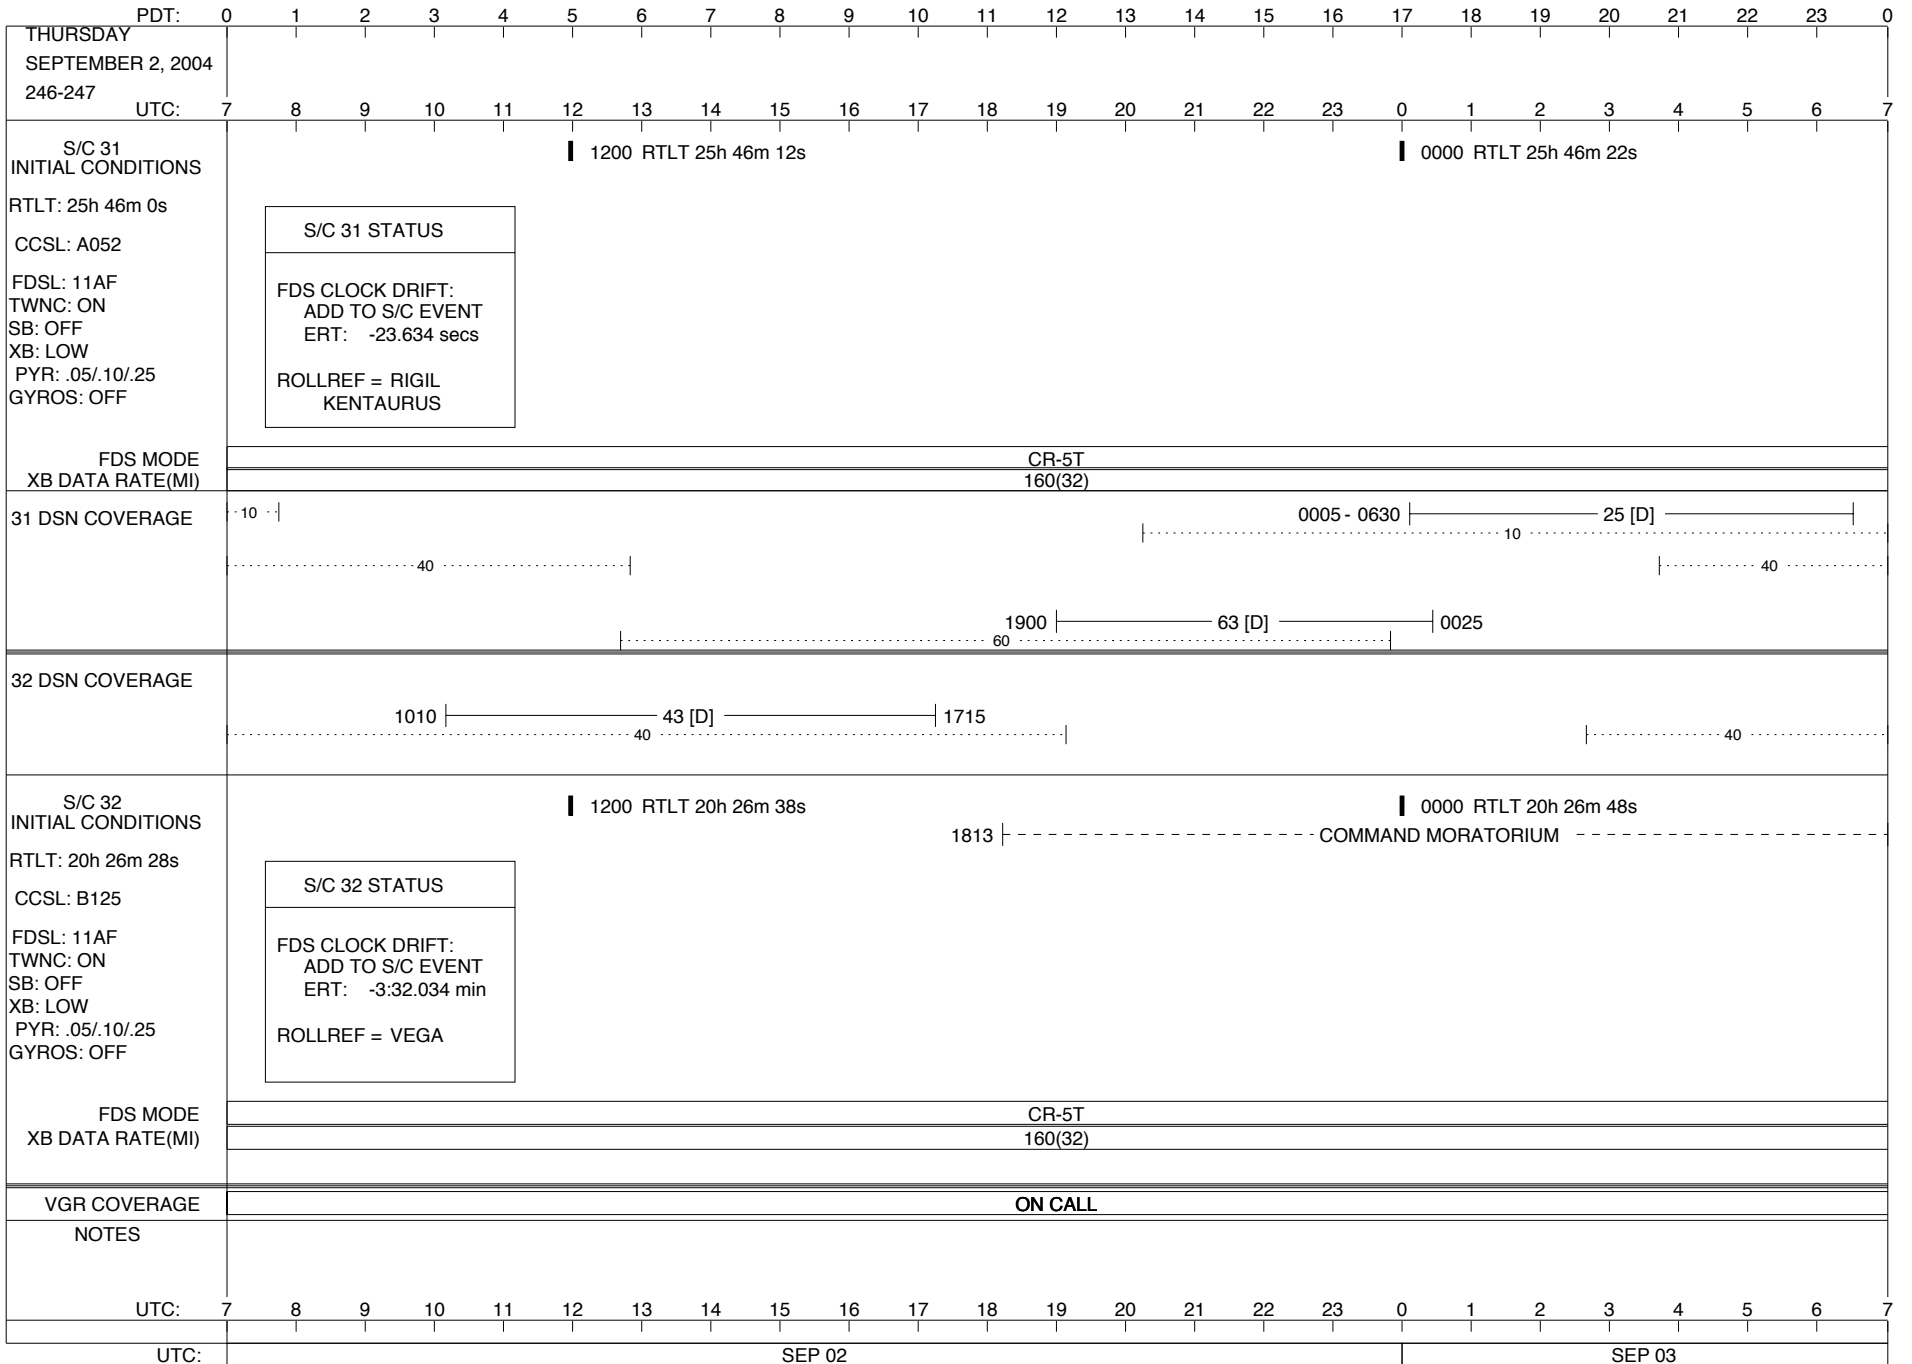 PDT: 0 1 2 3 4 5 6 7 8 9 10 11 12 13 14 15 16 17 18 19 20 21 22 23 0
THURSDAY
SEPTEMBER 2, 2004
246-247
UTC: 7 8 9 10 11 12 13 14 15 16 17 18 19 20 21 22 23 0 1 2 3 4 5 6 7
S/C 31
INITIAL CONDITIONS
1200 RTLT 25h 46m 12s
0000 RTLT 25h 46m 22s
RTLT: 25h 46m 0s
CCSL: A052
FDSL: 11AF
TWNC: ON
SB: OFF
XB: LOW
PYR: .05/.10/.25
GYROS: OFF
S/C 31 STATUS
FDS CLOCK DRIFT:
ADD TO S/C EVENT
ERT: -23.634 secs
ROLLREF = RIGIL
KENTAURUS
FDS MODE CR-5T
XB DATA RATE(MI) 160(32)
31 DSN COVERAGE
10
0005 - 0630 25 [D]
10
40 40
1900 63 [D] 0025
60
32 DSN COVERAGE
1010 43 [D] 1715
40 40
S/C 32
INITIAL CONDITIONS
1200 RTLT 20h 26m 38s
0000 RTLT 20h 26m 48s
1813 COMMAND MORATORIUM
RTLT: 20h 26m 28s
CCSL: B125
FDSL: 11AF
TWNC: ON
SB: OFF
XB: LOW
PYR: .05/.10/.25
GYROS: OFF
S/C 32 STATUS
FDS CLOCK DRIFT:
ADD TO S/C EVENT
ERT: -3:32.034 min
ROLLREF = VEGA
FDS MODE CR-5T
XB DATA RATE(MI) 160(32)
VGR COVERAGE ON CALL
NOTES
UTC: 7 8 9 10 11 12 13 14 15 16 17 18 19 20 21 22 23 0 1 2 3 4 5 6 7
UTC: SEP 02 SEP 03